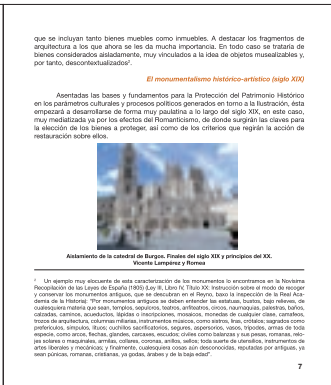 que se incluyan tanto bienes muebles como inmuebles. A destacar los fragmentos de
arquitectura a los que ahora se les da mucha importancia. En todo caso se trataría de
bienes considerados aisladamente, muy vinculados a la idea de objetos musealizables y,
por tanto, descontextualizados².
El monumentalismo histórico-artístico (siglo XIX)
Asentadas las bases y fundamentos para la Protección del Patrimonio Histórico
en los parámetros culturales y procesos políticos generados en torno a la Ilustración, ésta
empezará a desarrollarse de forma muy paulatina a lo largo del siglo XIX, en este caso,
muy mediatizada ya por los efectos del Romanticismo, de donde surgirán las claves para
la elección de los bienes a proteger, así como de los criterios que regirán la acción de
restauración sobre ellos.
Aislamiento de la catedral de Burgos. Finales del siglo XIX y principios del XX.
Vicente Lampérez y Romea
² Un ejemplo muy elocuente de esta caracterización de los monumentos lo encontramos en la Novísima
Recopilación de las Leyes de España (1805) (Ley III, Libro IV, Título XX: Instrucción sobre el modo de recoger
y conservar los monumentos antiguos, que se descubran en el Reyno, baxo la inspección de la Real Aca-
demia de la Historia): "Por monumentos antiguos se deben entender las estatuas, bustos, bajo relieves, de
cualesquiera materia que sean, templos, sepulcros, teatros, anfiteatros, circos, naumaquias, palestras, baños,
calzadas, caminos, acueductos, lápidas o inscripciones, mosaicos, monedas de cualquier clase, camafeos,
trozos de arquitectura, columnas miliarias, instrumentos músicos, como sistros, liras, crótalos; sagrados como
preferículos, símpulos, lituos; cuchillos sacrificatorios, segures, aspersorios, vasos, trípodes, armas de toda
especie, como arcos, flechas, glandes, carcaxes, escudos; civiles como balanzas y sus pesas, romanas, relo-
jes solares o maquinales, armilas, collares, coronas, anillos, sellos; toda suerte de utensilios, instrumentos de
artes liberales y mecánicas; y finalmente, cualesquiera cosas aún desconocidas, reputadas por antiguas, ya
sean púnicas, romanas, cristianas, ya godas, árabes y de la baja edad".
7